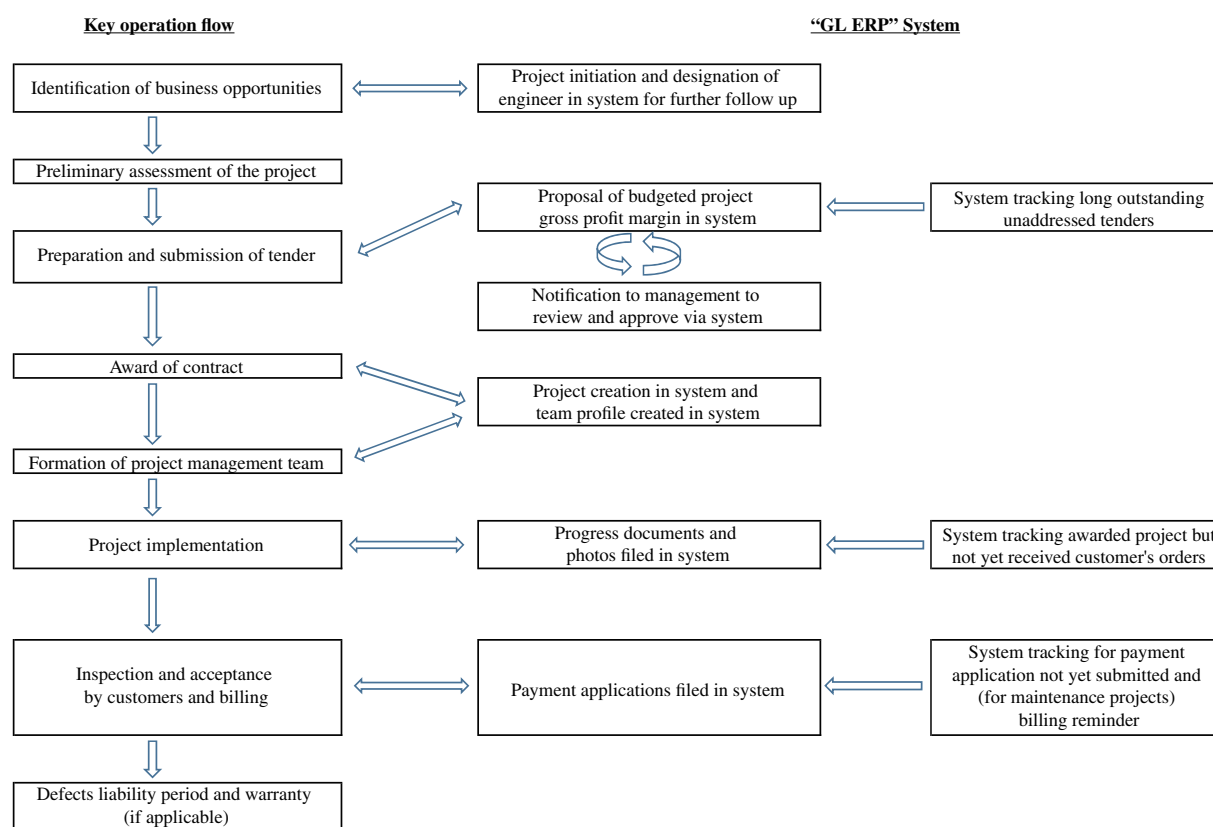 Key operation flow
“GL ERP” System
Identification of business opportunities
Project initiation and designation of
engineer in system for further follow up
Preliminary assessment of the project
Preparation and submission of tender
Proposal of budgeted project
gross profit margin in system
System tracking long outstanding
unaddressed tenders
Notification to management to
review and approve via system
Award of contract
Project creation in system and
team profile created in system
Formation of project management team
Project implementation
Progress documents and
photos filed in system
System tracking awarded project but
not yet received customer's orders
Inspection and acceptance
by customers and billing
Payment applications filed in system
System tracking for payment
application not yet submitted and
(for maintenance projects)
billing reminder
Defects liability period and warranty
(if applicable)